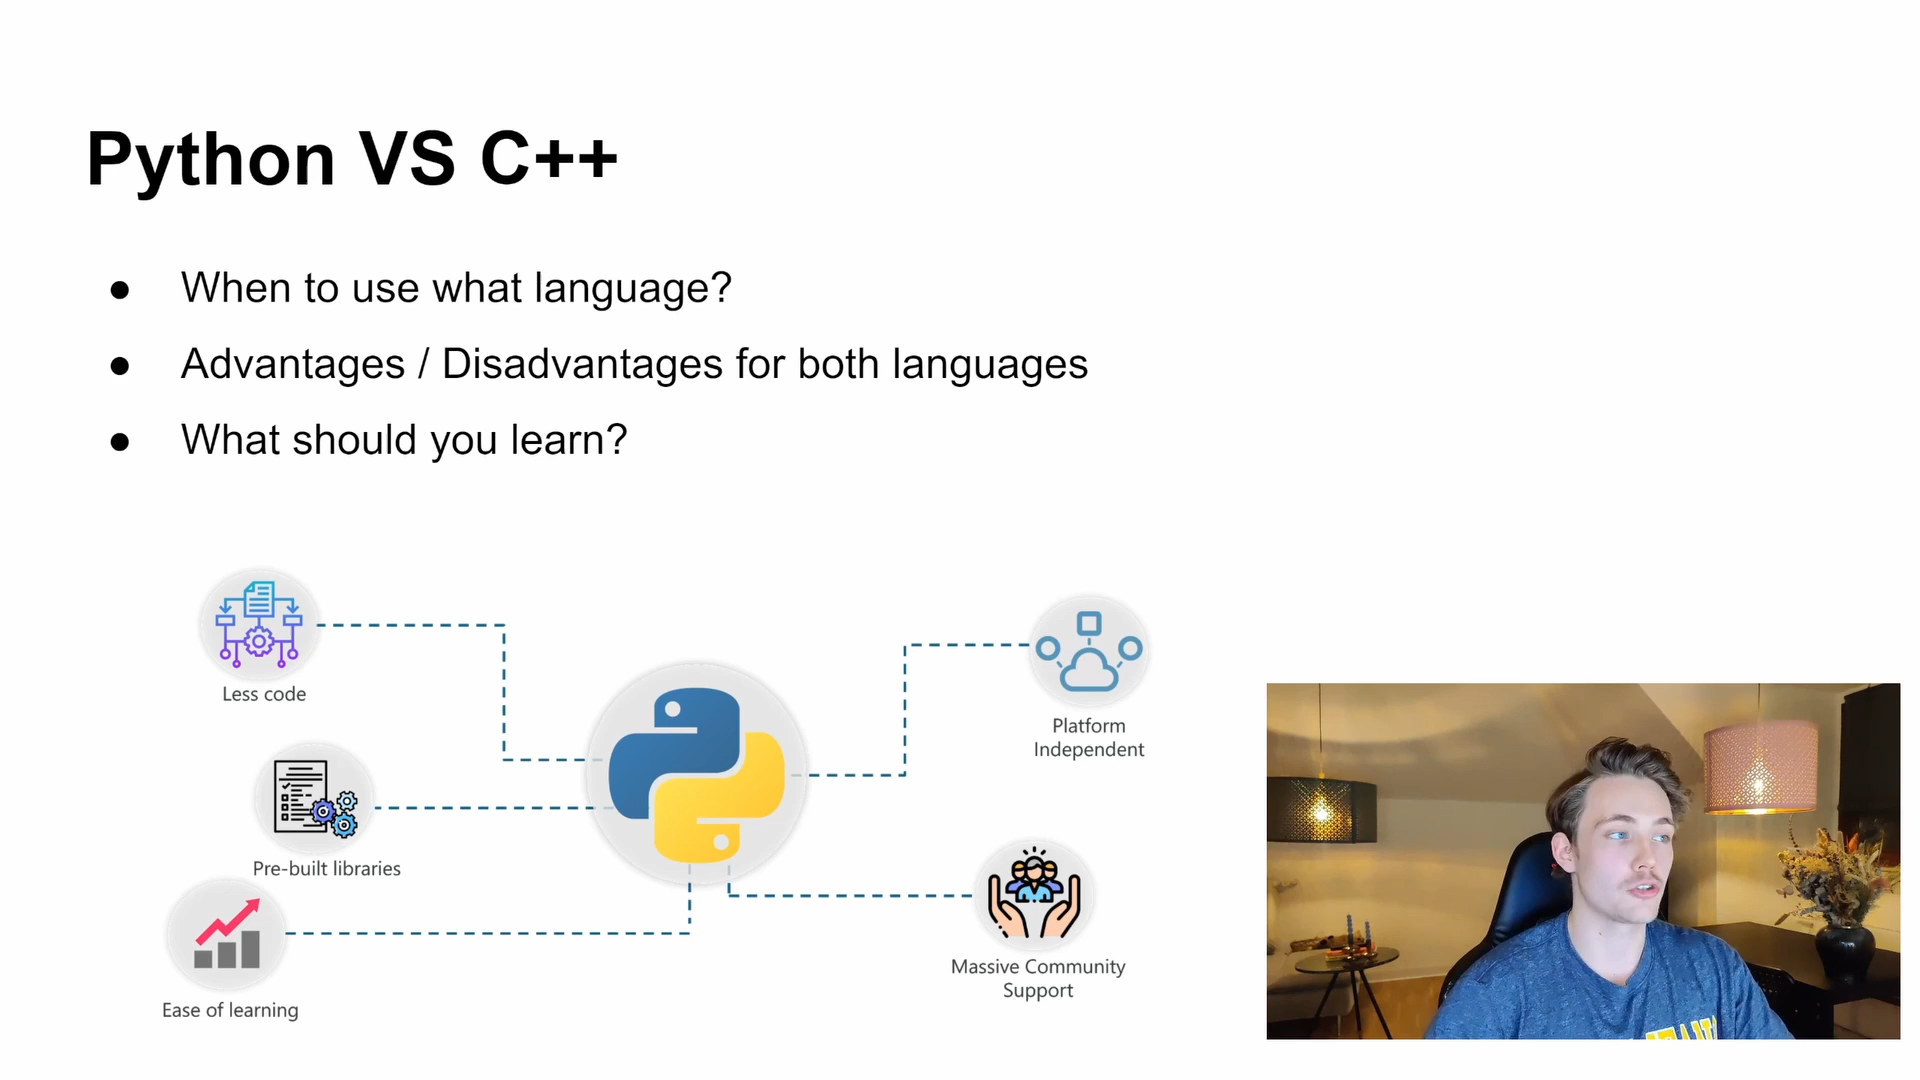 Python VS C++
● When to use what language?
● Advantages / Disadvantages for both languages
● What should you learn?
Less code
Pre-built libraries
Ease of learning
Platform
Independent
Massive Community
Support